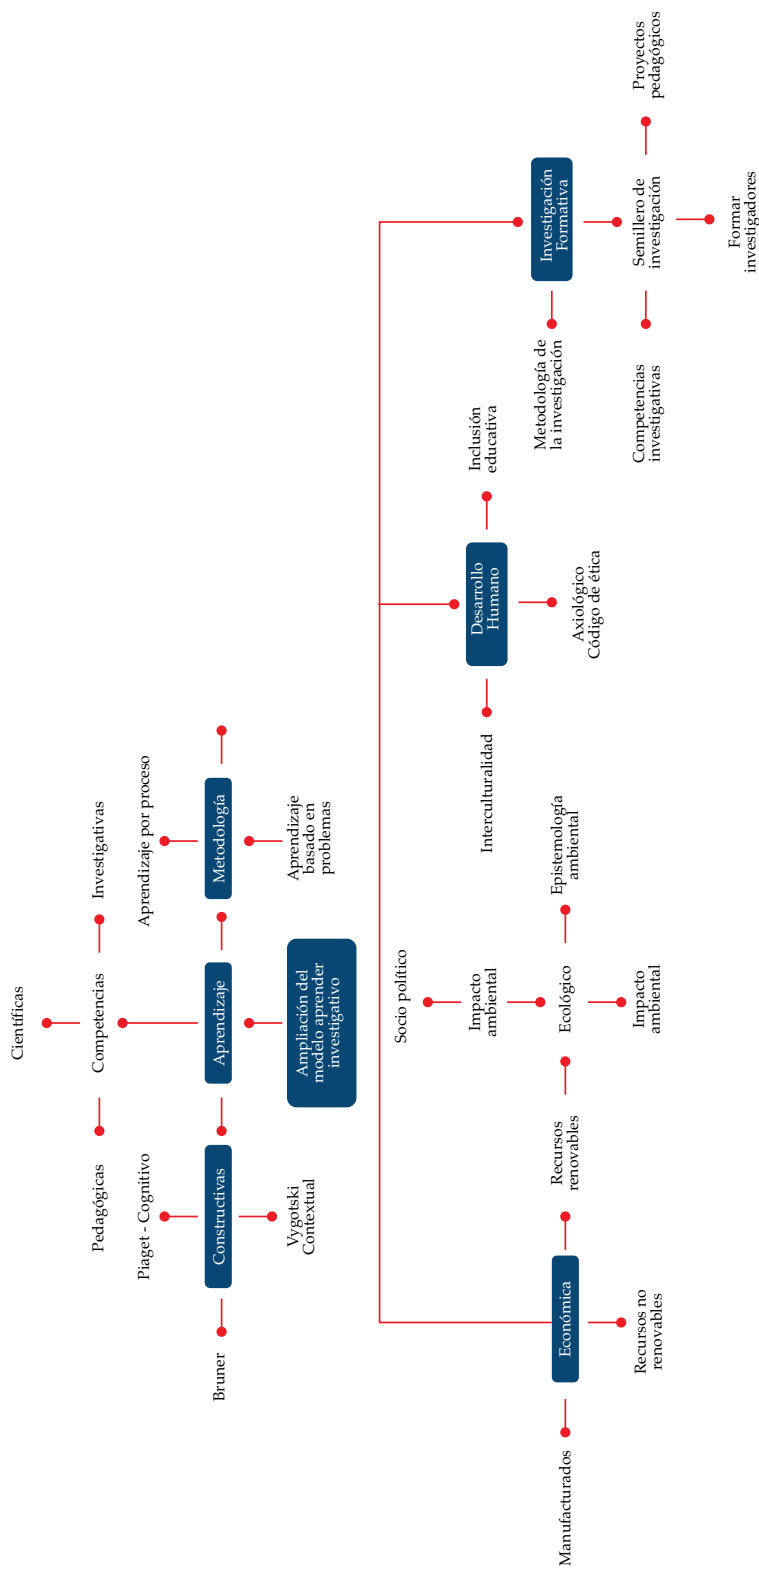 Científicas
Pedagógicas
Competencias
Investigativas
Piaget - Cognitivo
Aprendizaje por proceso
Bruner
Constructivas
Aprendizaje
Metodología
Vygotski
Contextual
Ampliación del
modelo aprender
investigativo
Aprendizaje
basado en
problemas
Socio político
Impacto
ambiental
Interculturalidad
Desarrollo
Humano
Inclusión
educativa
Metodología de
la investigación
Investigación
Formativa
Manufacturados
Económica
Recursos
renovables
Ecológico
Epistemología
ambiental
Axiológico
Código de ética
Recursos no
renovables
Impacto
ambiental
Competencias
investigativas
Semillero de
investigación
Proyectos
pedagógicos
Formar
investigadores